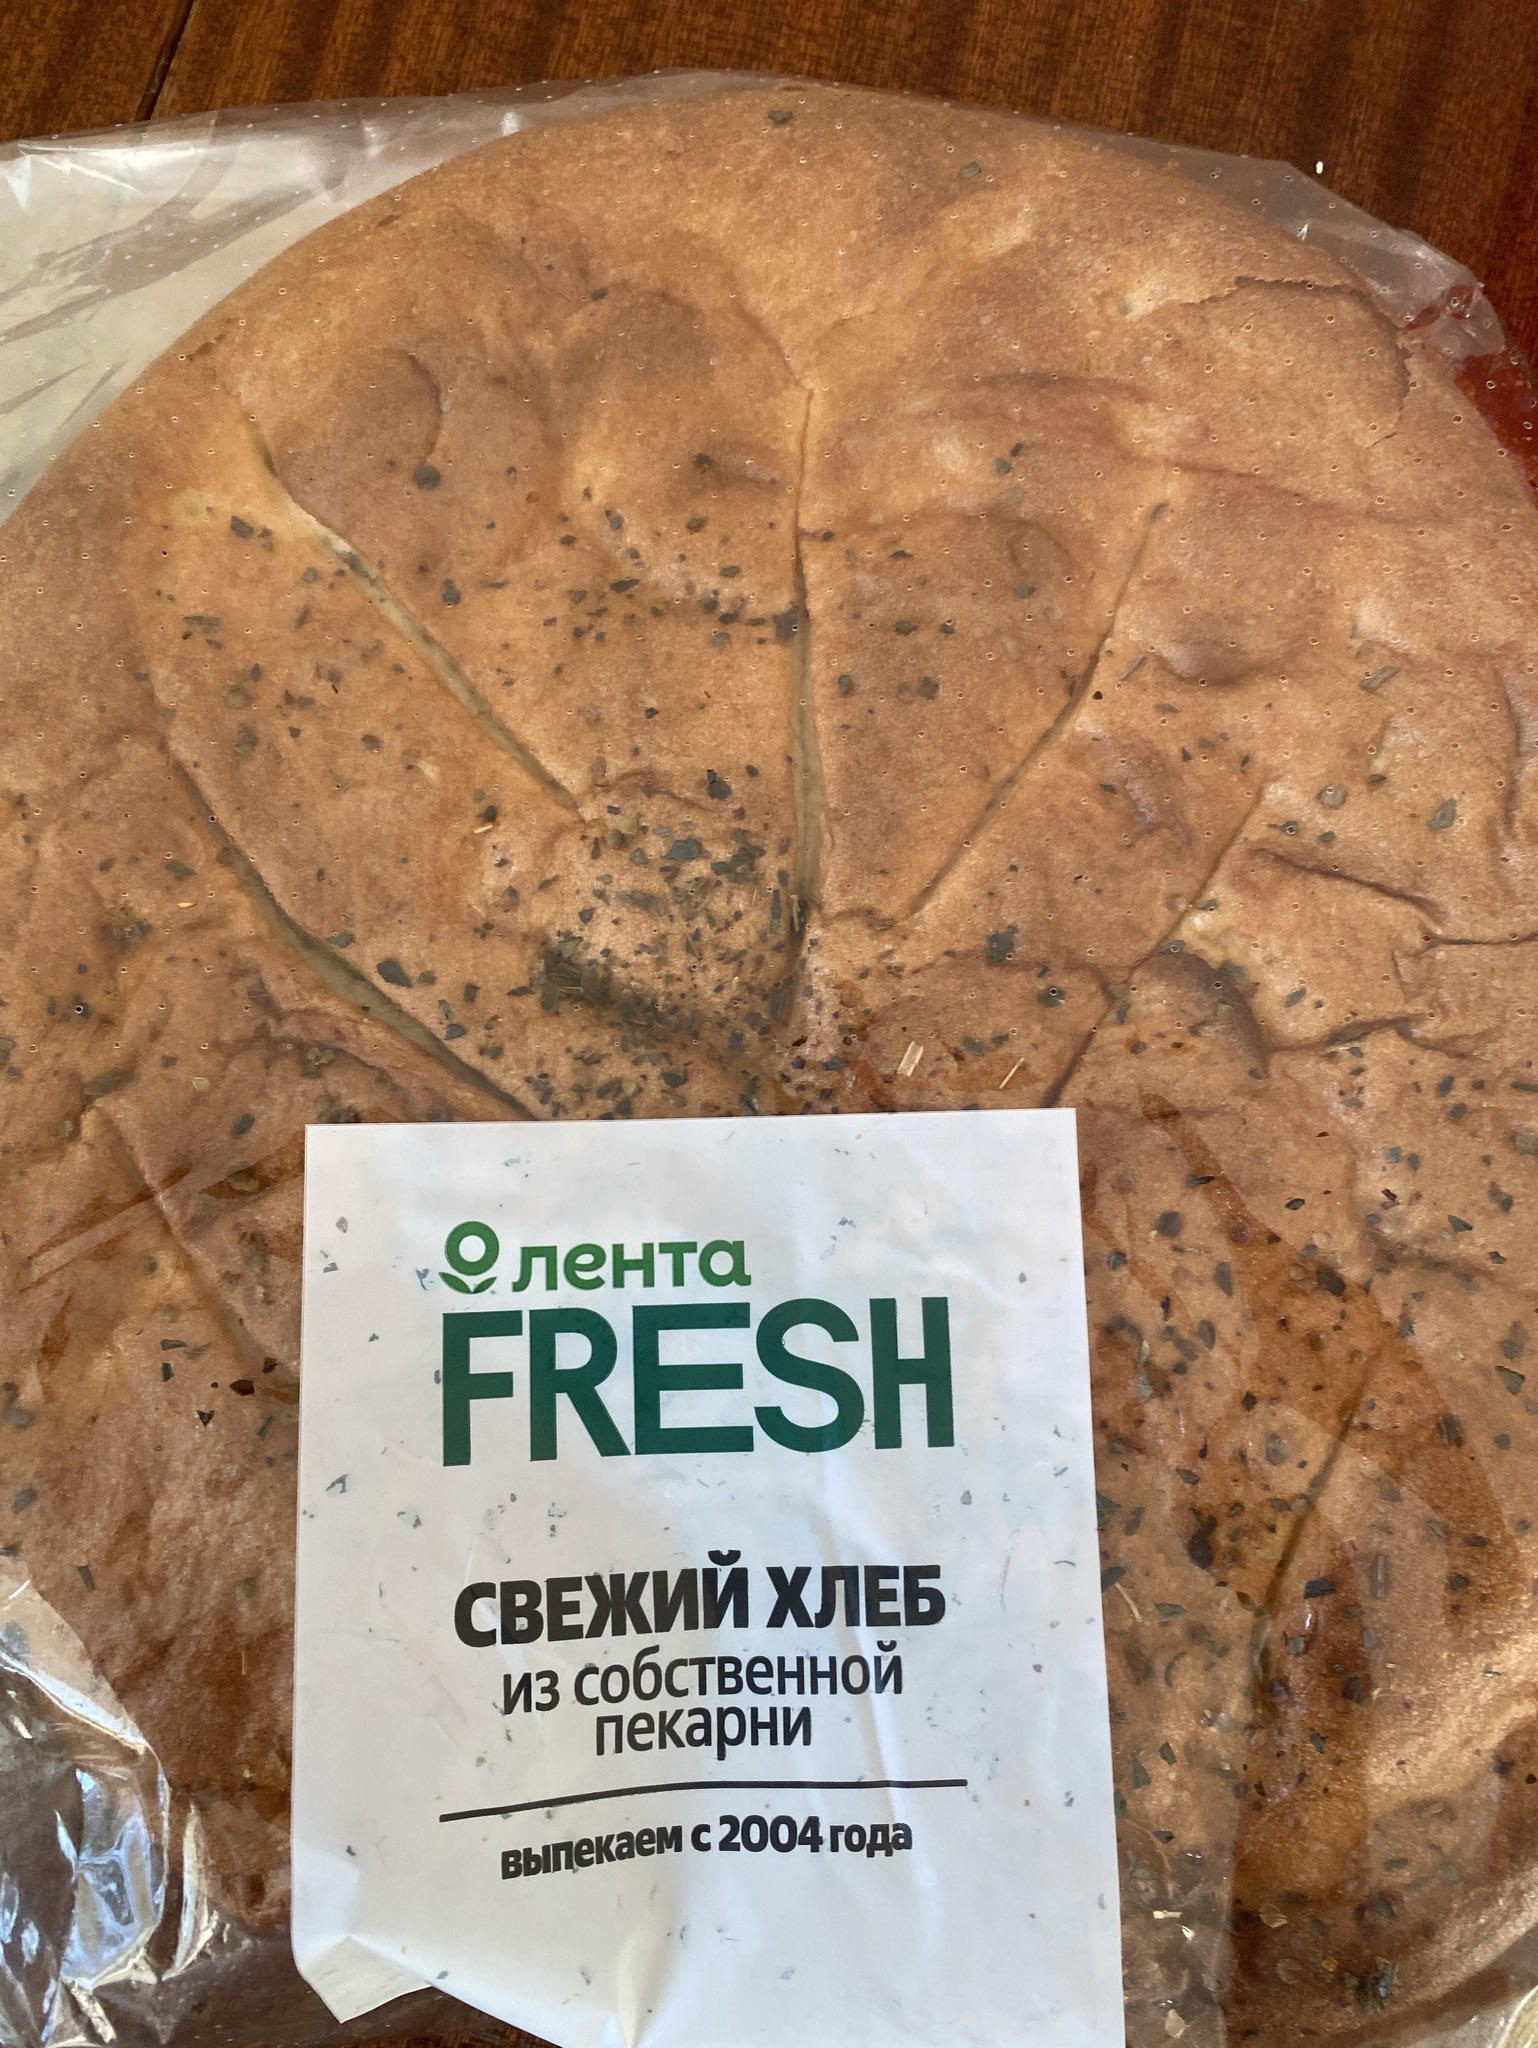 лента
FRESH
СВЕЖИЙ ХЛЕБ
из собственной
пекарни
выпекаем с 2004 года